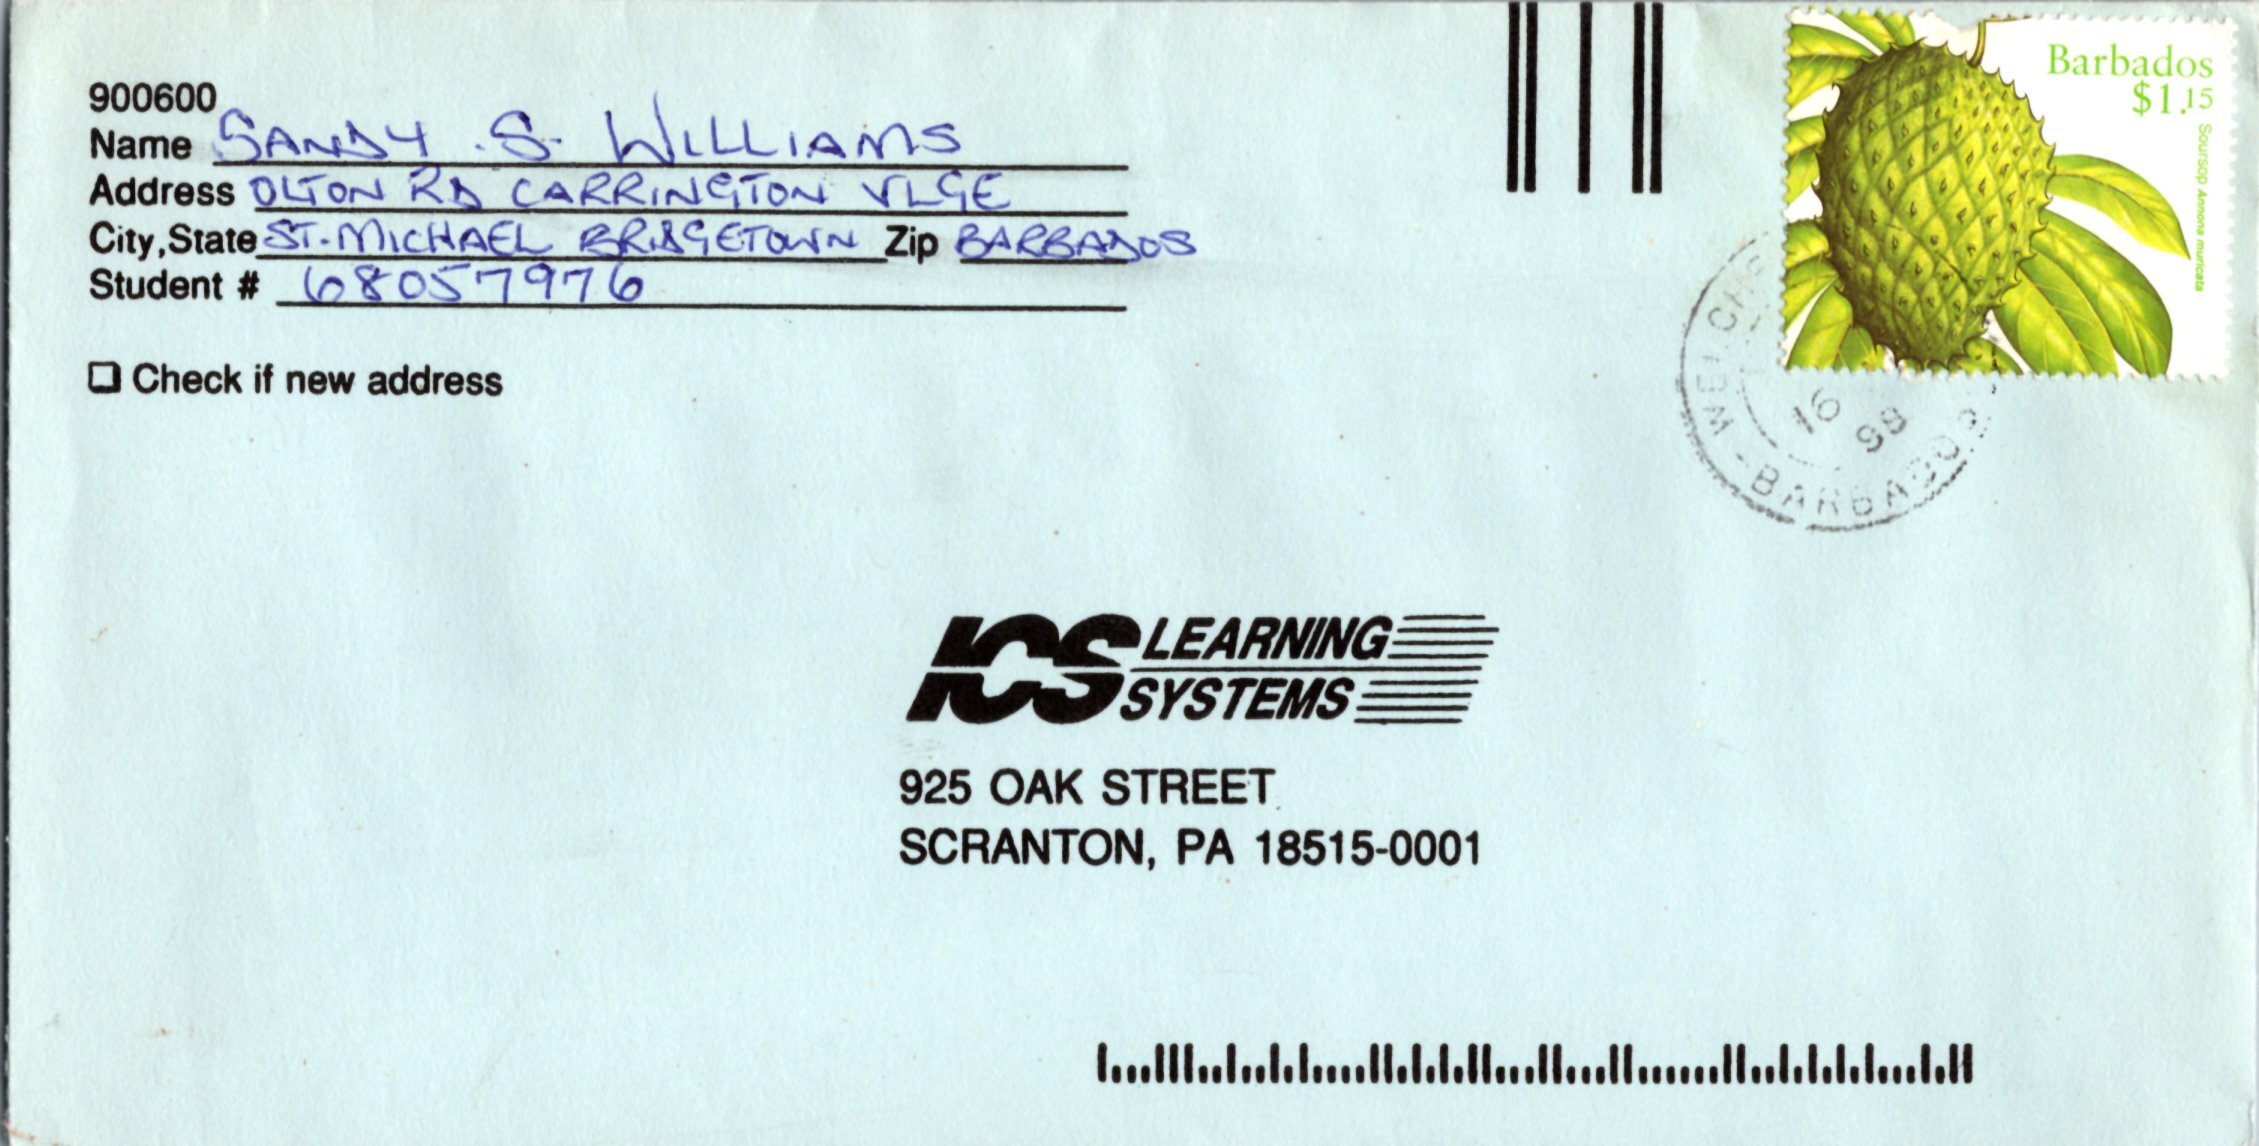 900600
Name SANDY .S. WILLIAMS
Address OLTON RD CARRINGTON VLGE
City,State ST. MICHAEL BRIDGETOWN Zip BARBADOS
Student # 68057976
Check if new address
Barbados
$1.15
Soursop Annona muricata
16
98
BARBADOS
ICS LEARNING
SYSTEMS
925 OAK STREET
SCRANTON, PA 18515-0001